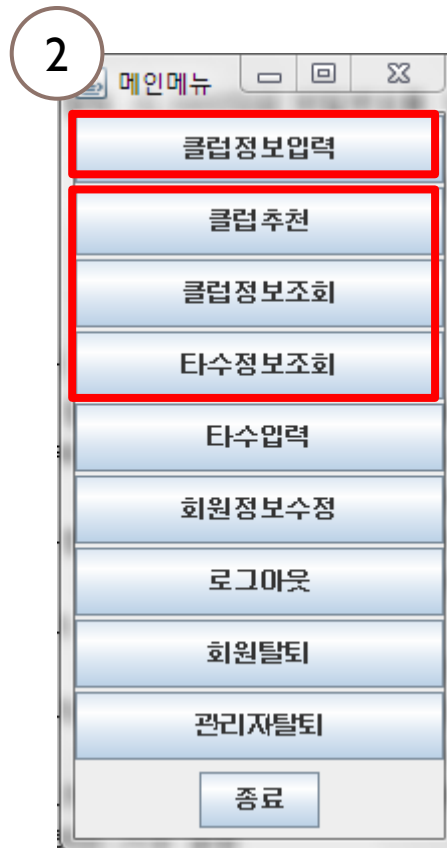 2
메인메뉴
클럽정보입력
클럽추천
클럽정보조회
타수정보조회
타수입력
회원정보수정
로그아웃
회원탈퇴
관리자탈퇴
종료